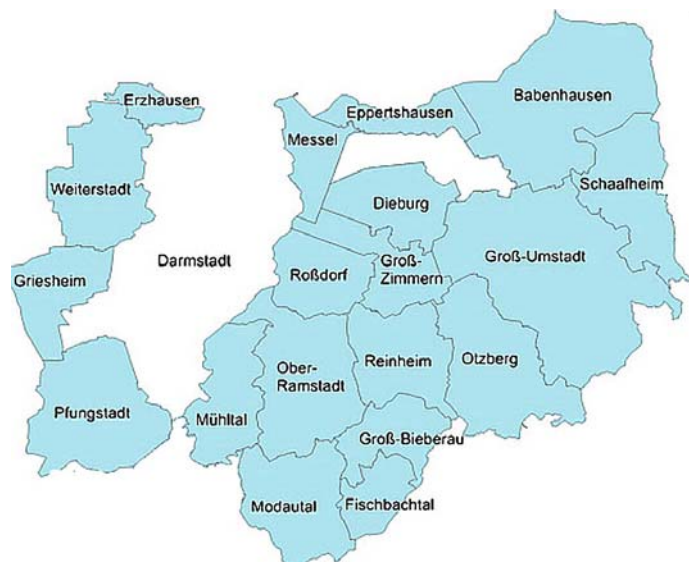 Babenhausen
Erzhausen
Eppertshausen
Messel
Schaafheim
Weiterstadt
Dieburg
Groß-Umstadt
Darmstadt
Groß-
Zimmern
Roßdorf
Griesheim
Ober-
Ramstadt
Reinheim
Otzberg
Pfungstadt
Mühltal
Groß-Bieberau
Modautal
Fischbachtal